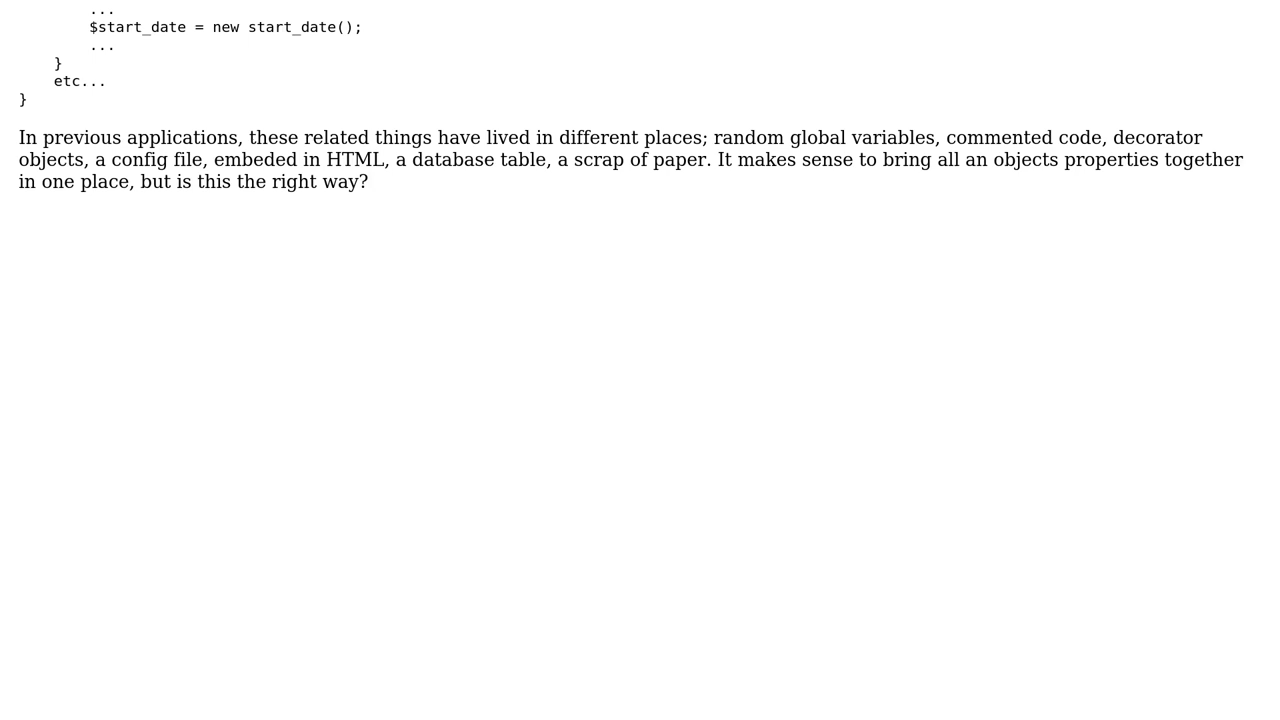 ...
$start_date = new start_date();
...
}
etc...
}
In previous applications, these related things have lived in different places; random global variables, commented code, decorator
objects, a config file, embeded in HTML, a database table, a scrap of paper. It makes sense to bring all an objects properties together
in one place, but is this the right way?